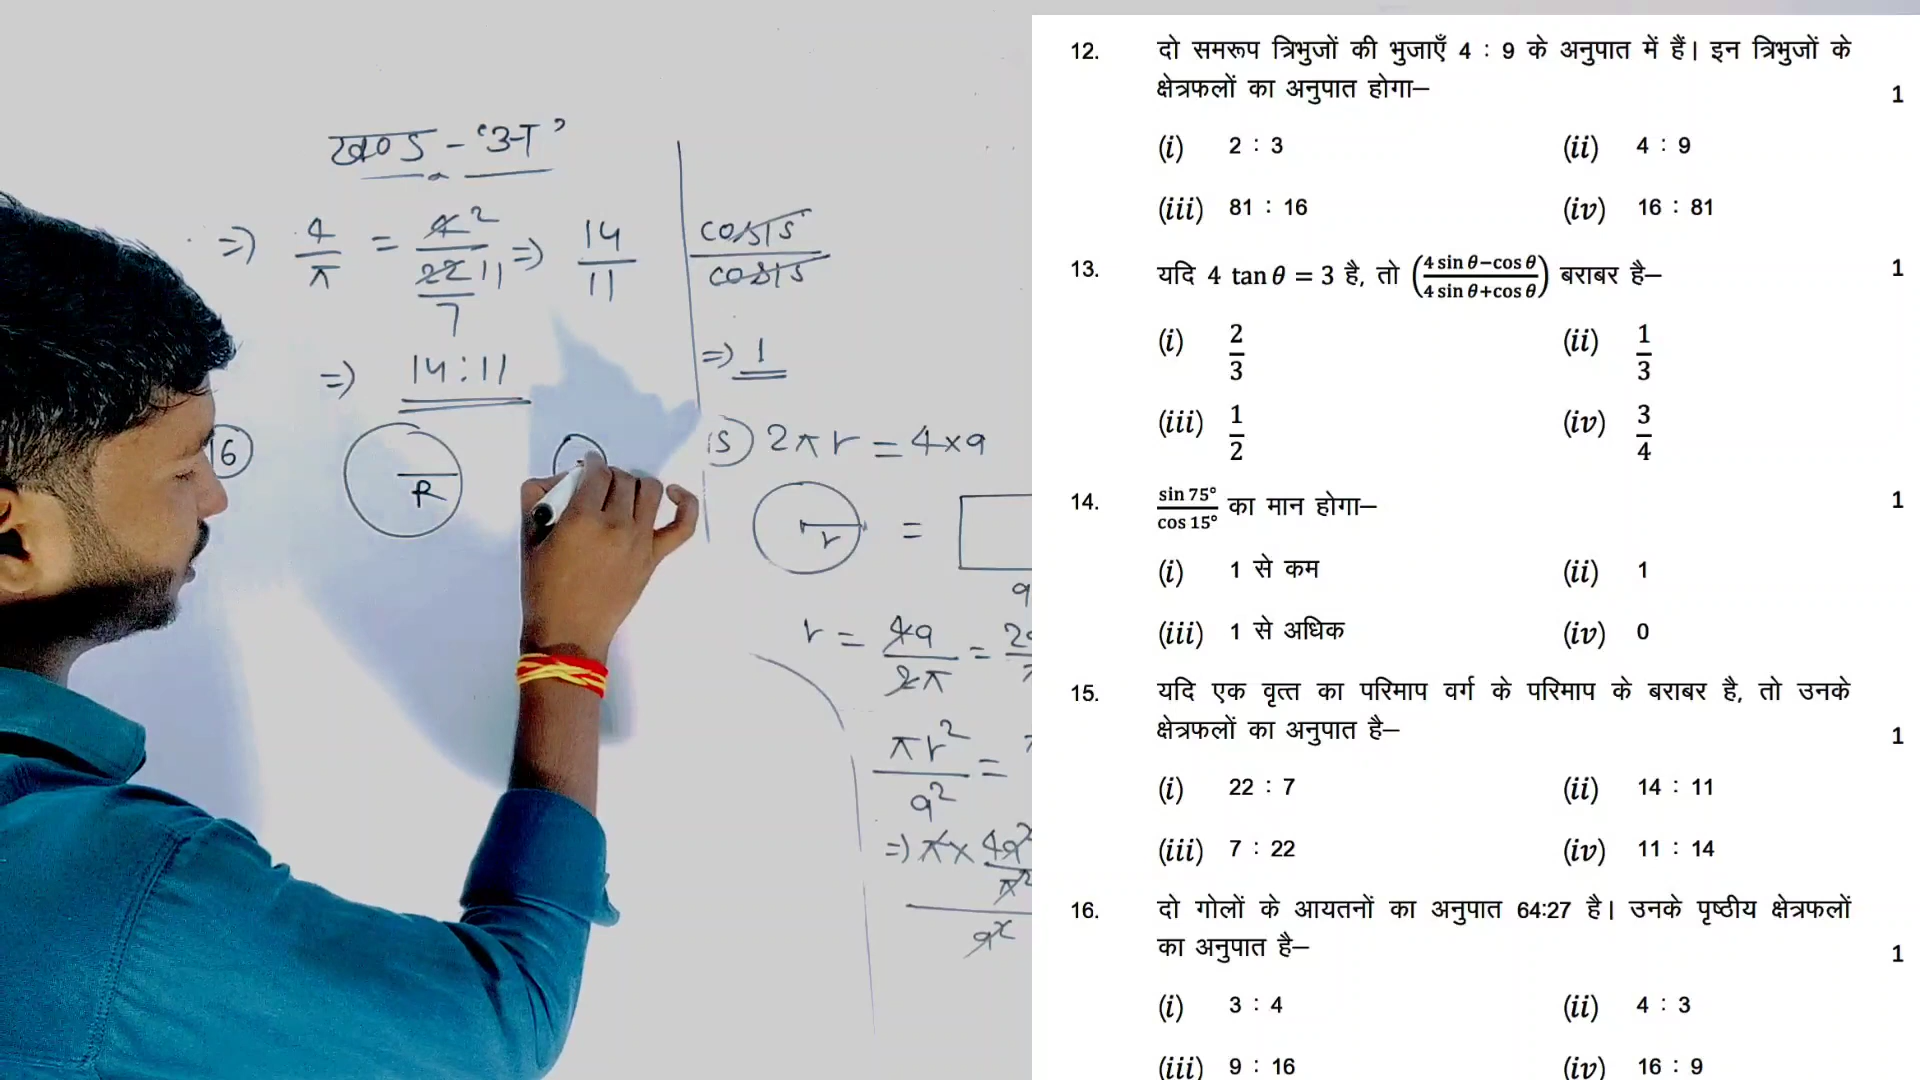 खण्ड - 'अ'
=> 4/π = 4²/(22 11/7) => 14/11
=> 14:11
16
R
cos15/cos15
=> 1
15 2πr = 4×a
r =
r = 4a/2π =
πr²/a² =
=> π×
12. दो समरूप त्रिभुजों की भुजाएँ 4 : 9 के अनुपात में हैं। इन त्रिभुजों के
क्षेत्रफलों का अनुपात होगा– 1
(i) 2 : 3 (ii) 4 : 9
(iii) 81 : 16 (iv) 16 : 81
13. यदि 4 tan θ = 3 है, तो ((4 sin θ−cos θ)/(4 sin θ+cos θ)) बराबर है– 1
(i) 2/3 (ii) 1/3
(iii) 1/2 (iv) 3/4
14. sin 75°/cos 15° का मान होगा– 1
(i) 1 से कम (ii) 1
(iii) 1 से अधिक (iv) 0
15. यदि एक वृत्त का परिमाप वर्ग के परिमाप के बराबर है, तो उनके
क्षेत्रफलों का अनुपात है– 1
(i) 22 : 7 (ii) 14 : 11
(iii) 7 : 22 (iv) 11 : 14
16. दो गोलों के आयतनों का अनुपात 64:27 है। उनके पृष्ठीय क्षेत्रफलों
का अनुपात है– 1
(i) 3 : 4 (ii) 4 : 3
(iii) 9 : 16 (iv) 16 : 9